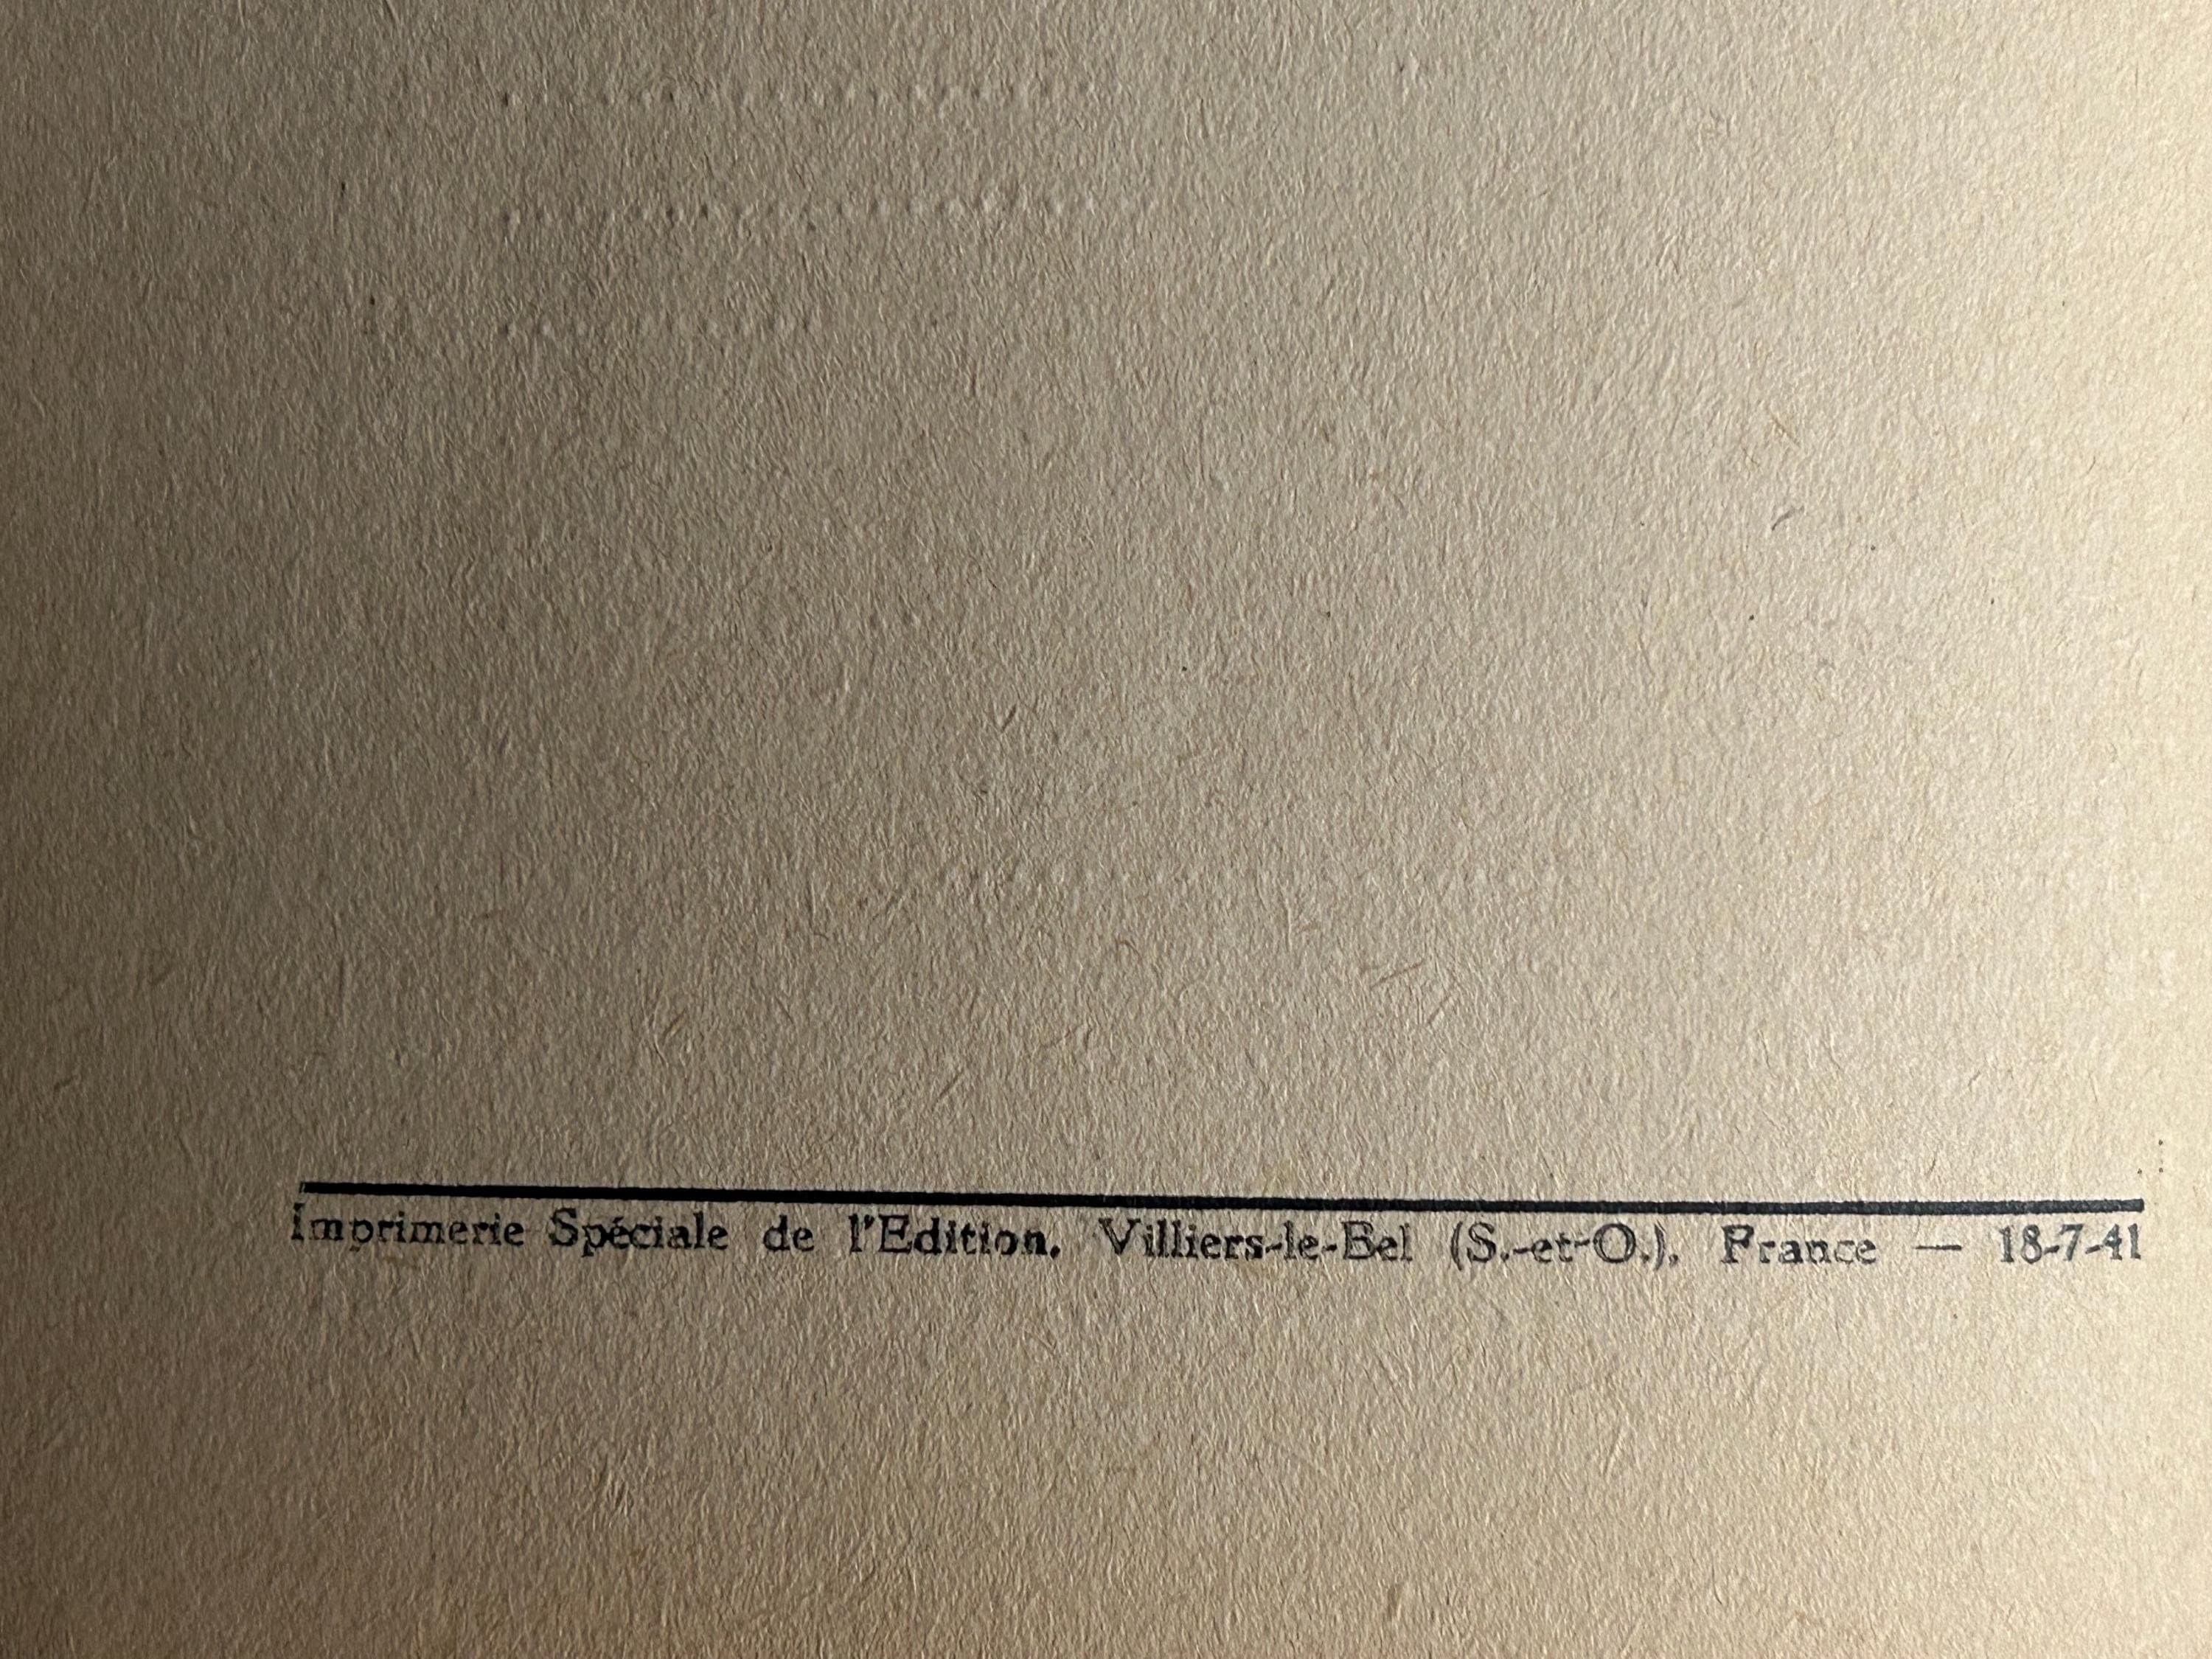 Imprimerie Spéciale de l'Edition. Villiers-le-Bel (S.-et-O.), France — 18-7-41